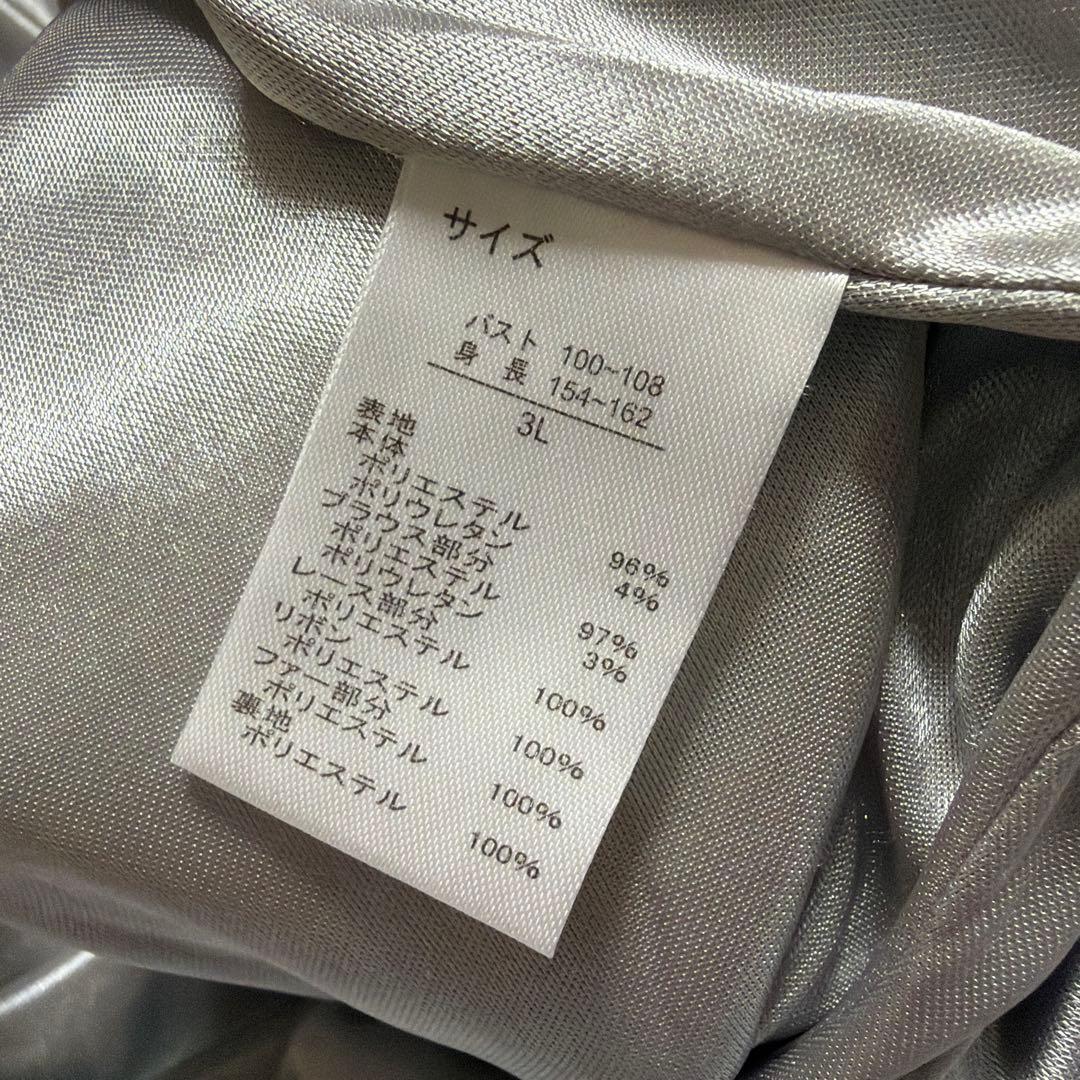 サイズ
バスト 100~108
身長 154~162
3L
表地
本体
ポリエステル 96%
ポリウレタン 4%
ブラウス部分
ポリエステル 97%
ポリウレタン 3%
レース部分
ポリエステル 100%
リボン
ポリエステル 100%
ファー部分
ポリエステル 100%
裏地
ポリエステル 100%